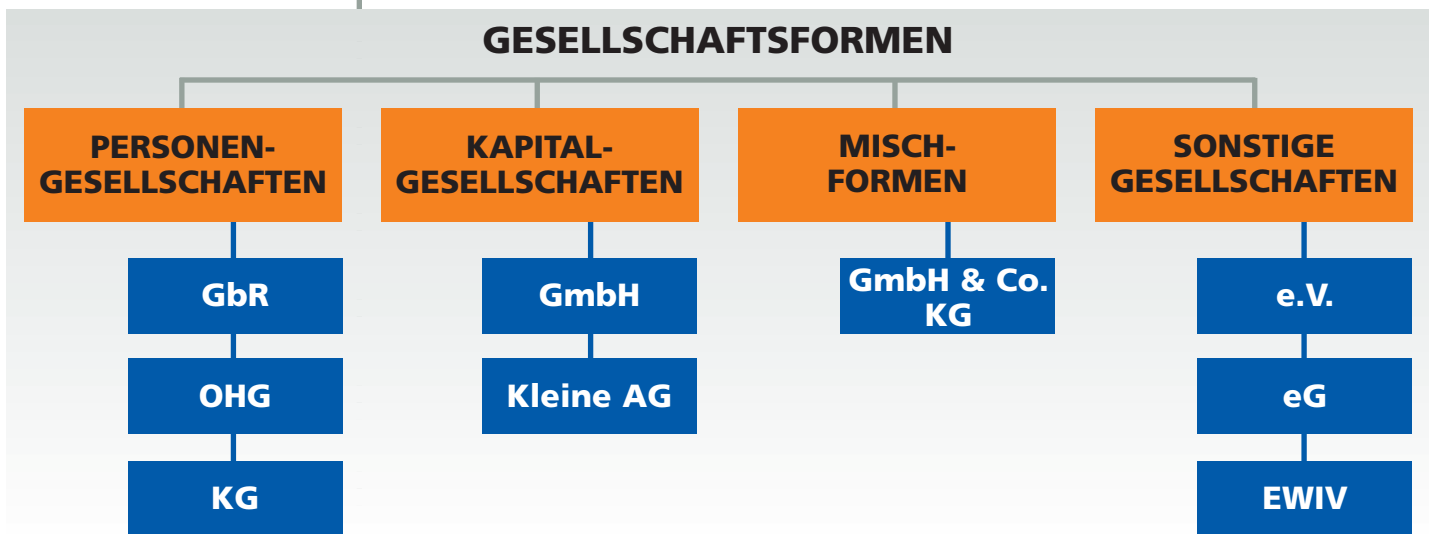 GESELLSCHAFTSFORMEN
PERSONEN-
GESELLSCHAFTEN
KAPITAL-
GESELLSCHAFTEN
MISCH-
FORMEN
SONSTIGE
GESELLSCHAFTEN
GbR
OHG
KG
GmbH
Kleine AG
GmbH & Co.
KG
e.V.
eG
EWIV